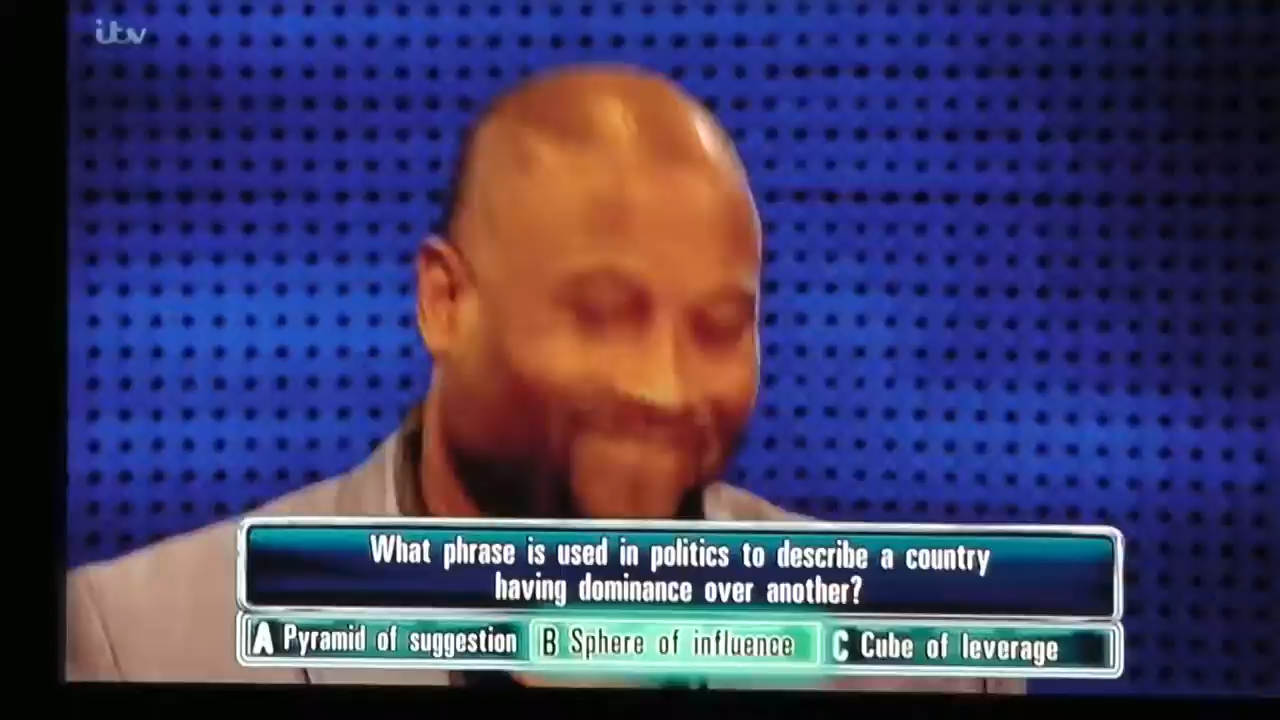 itv
What phrase is used in politics to describe a country
having dominance over another?
A Pyramid of suggestion B Sphere of influence C Cube of leverage